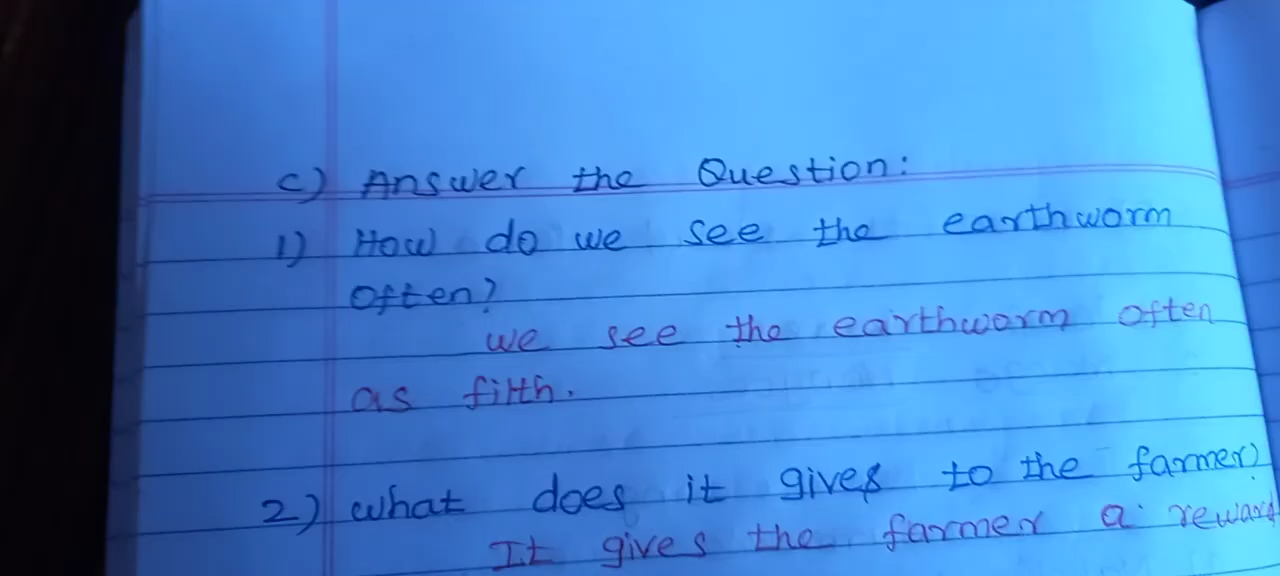 C) Answer the Question:
1) How do we see the earthworm
often?
we see the earthworm often
as filth.
2) what does it gives to the farmer?
It gives the farmer a reward